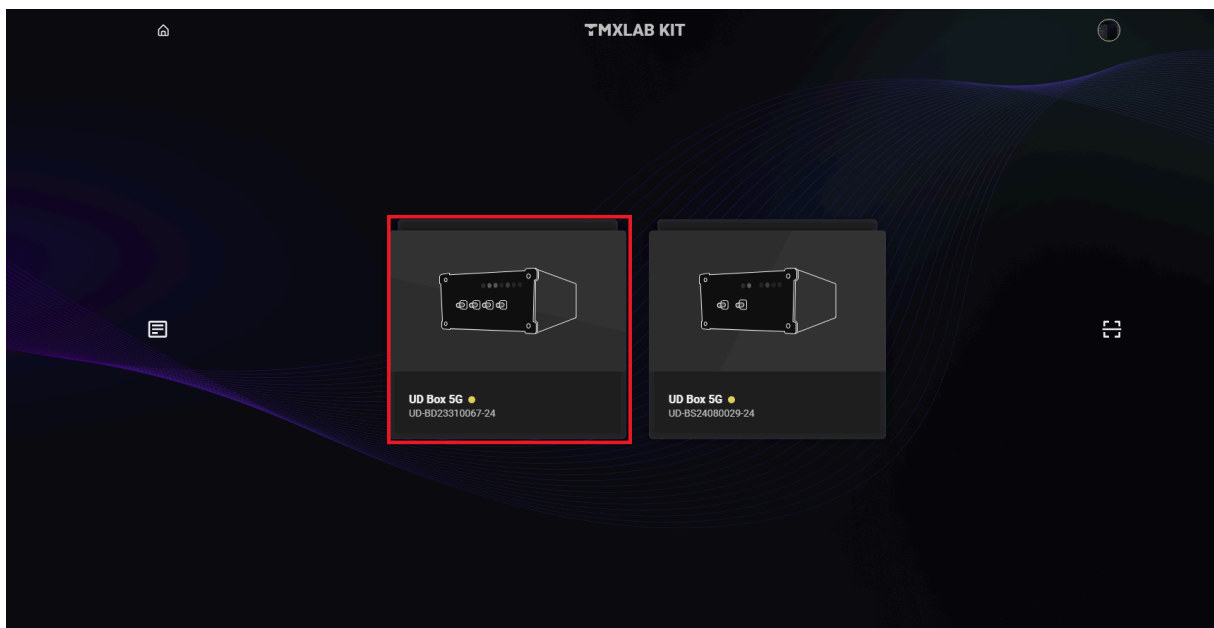 TMXLAB KIT
UD Box 5G
UD-BD23310067-24
UD Box 5G
UD-BS24080029-24